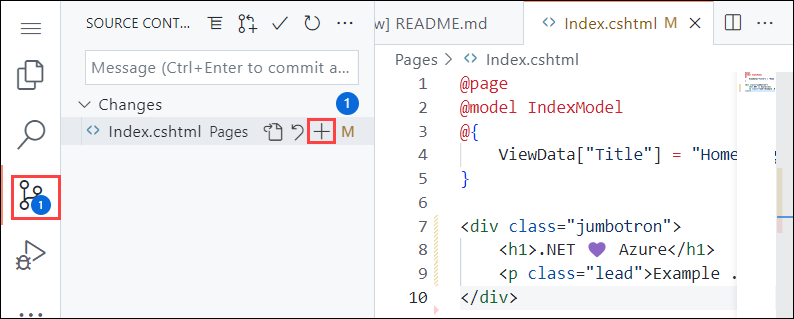 SOURCE CONT...
Message (Ctrl+Enter to commit a...
Changes
1
Index.cshtml Pages
M
1
...
w] README.md
Index.cshtml M
Pages > Index.cshtml
1 @page
2 @model IndexModel
3 @{
4 ViewData["Title"] = "Home
5 }
6
7 <div class="jumbotron">
8 <h1>.NET 💜 Azure</h1>
9 <p class="lead">Example .
10 </div>